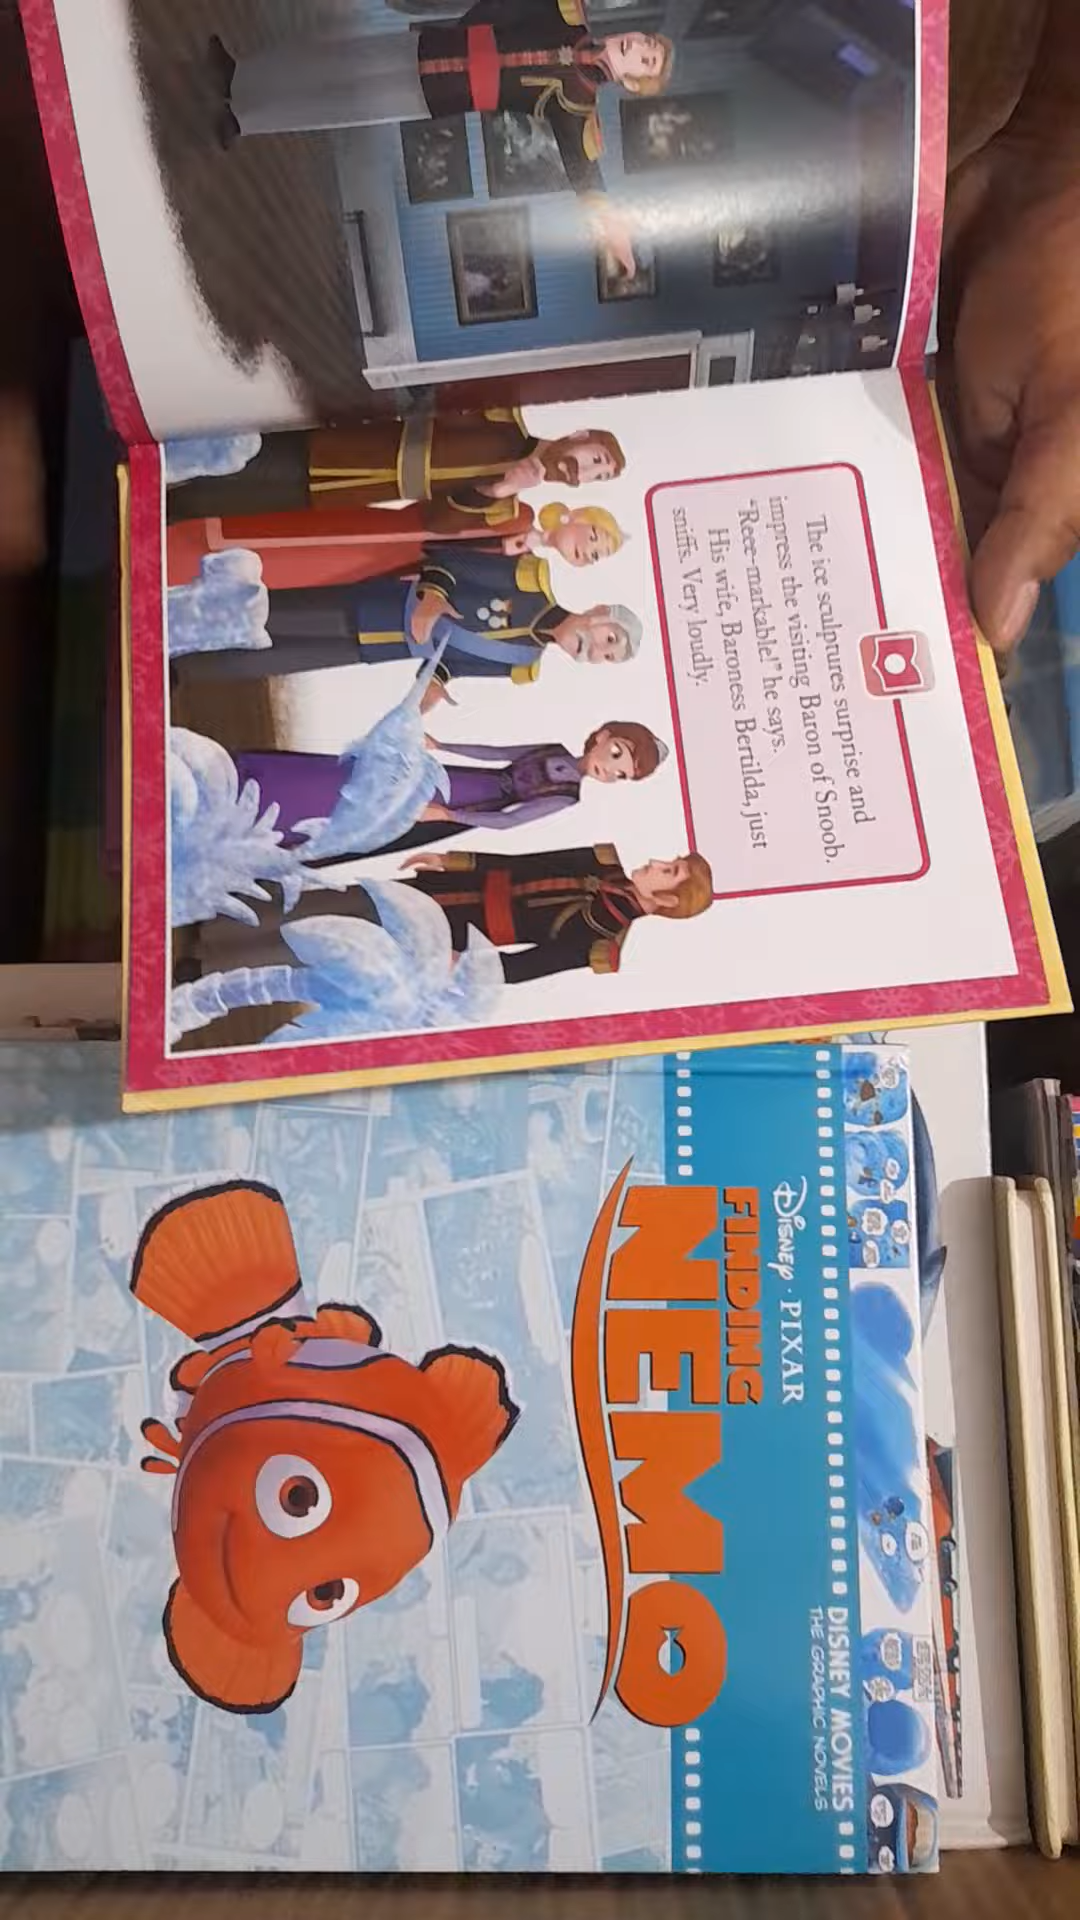 The ice sculptures surprise and
impress the visiting Baron of Snoob.
“Reee-markable!” he says.
His wife, Baroness Bertilda, just
sniffs. Very loudly.
DISNEY MOVIES
THE GRAPHIC NOVELS
DISNEY · PIXAR
FINDING
NEMO